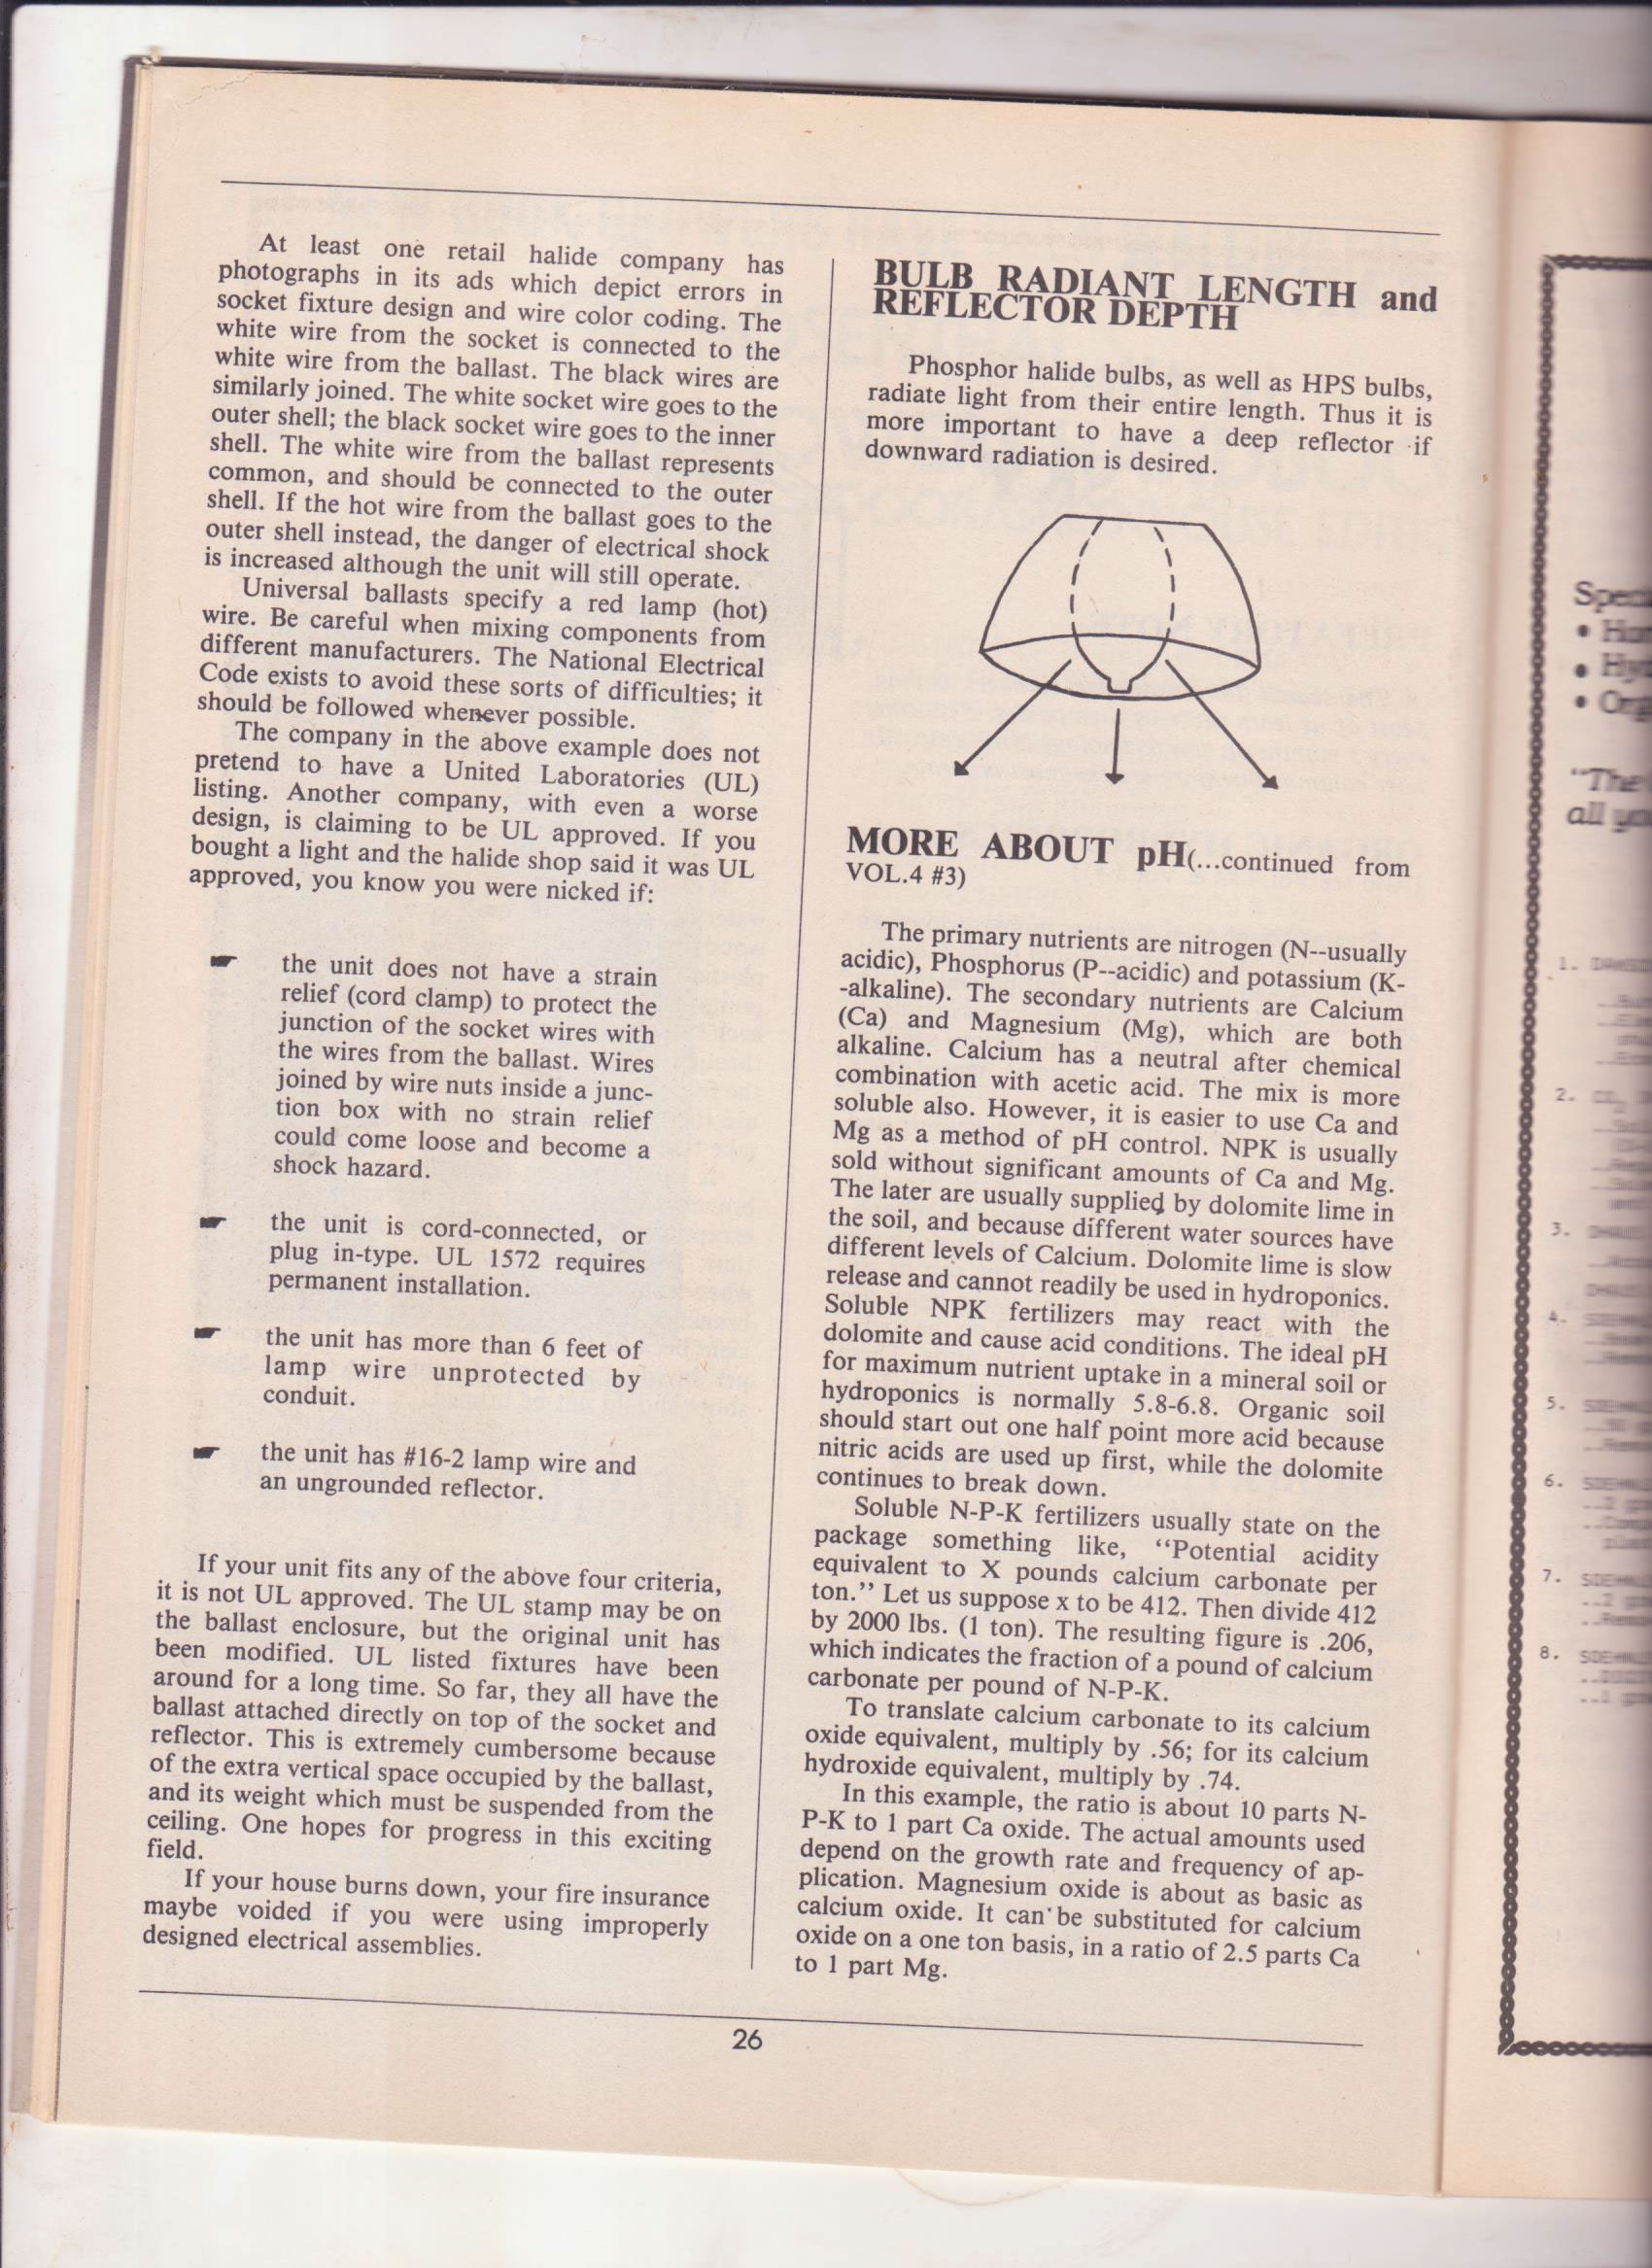 At least one retail halide company has
photographs in its ads which depict errors in
socket fixture design and wire color coding. The
white wire from the socket is connected to the
white wire from the ballast. The black wires are
similarly joined. The white socket wire goes to the
outer shell; the black socket wire goes to the inner
shell. The white wire from the ballast represents
common, and should be connected to the outer
shell. If the hot wire from the ballast goes to the
outer shell instead, the danger of electrical shock
is increased although the unit will still operate.
Universal ballasts specify a red lamp (hot)
wire. Be careful when mixing components from
different manufacturers. The National Electrical
Code exists to avoid these sorts of difficulties; it
should be followed whenever possible.
The company in the above example does not
pretend to have a United Laboratories (UL)
listing. Another company, with even a worse
design, is claiming to be UL approved. If you
bought a light and the halide shop said it was UL
approved, you know you were nicked if:
the unit does not have a strain
relief (cord clamp) to protect the
junction of the socket wires with
the wires from the ballast. Wires
joined by wire nuts inside a junc-
tion box with no strain relief
could come loose and become a
shock hazard.
the unit is cord-connected, or
plug in-type. UL 1572 requires
permanent installation.
the unit has more than 6 feet of
lamp wire unprotected by
conduit.
the unit has #16-2 lamp wire and
an ungrounded reflector.
If your unit fits any of the above four criteria,
it is not UL approved. The UL stamp may be on
the ballast enclosure, but the original unit has
been modified. UL listed fixtures have been
around for a long time. So far, they all have the
ballast attached directly on top of the socket and
reflector. This is extremely cumbersome because
of the extra vertical space occupied by the ballast,
and its weight which must be suspended from the
ceiling. One hopes for progress in this exciting
field.
If your house burns down, your fire insurance
maybe voided if you were using improperly
designed electrical assemblies.
BULB RADIANT LENGTH and
REFLECTOR DEPTH
Phosphor halide bulbs, as well as HPS bulbs,
radiate light from their entire length. Thus it is
more important to have a deep reflector if
downward radiation is desired.
MORE ABOUT pH(...continued from
VOL.4 #3)
The primary nutrients are nitrogen (N--usually
acidic), Phosphorus (P--acidic) and potassium (K-
-alkaline). The secondary nutrients are Calcium
(Ca) and Magnesium (Mg), which are both
alkaline. Calcium has a neutral after chemical
combination with acetic acid. The mix is more
soluble also. However, it is easier to use Ca and
Mg as a method of pH control. NPK is usually
sold without significant amounts of Ca and Mg.
The later are usually supplied by dolomite lime in
the soil, and because different water sources have
different levels of Calcium. Dolomite lime is slow
release and cannot readily be used in hydroponics.
Soluble NPK fertilizers may react with the
dolomite and cause acid conditions. The ideal pH
for maximum nutrient uptake in a mineral soil or
hydroponics is normally 5.8-6.8. Organic soil
should start out one half point more acid because
nitric acids are used up first, while the dolomite
continues to break down.
Soluble N-P-K fertilizers usually state on the
package something like, “Potential acidity
equivalent to X pounds calcium carbonate per
ton.” Let us suppose x to be 412. Then divide 412
by 2000 lbs. (1 ton). The resulting figure is .206,
which indicates the fraction of a pound of calcium
carbonate per pound of N-P-K.
To translate calcium carbonate to its calcium
oxide equivalent, multiply by .56; for its calcium
hydroxide equivalent, multiply by .74.
In this example, the ratio is about 10 parts N-
P-K to 1 part Ca oxide. The actual amounts used
depend on the growth rate and frequency of ap-
plication. Magnesium oxide is about as basic as
calcium oxide. It can be substituted for calcium
oxide on a one ton basis, in a ratio of 2.5 parts Ca
to 1 part Mg.
26
"The
all
1.
2.
3.
4.
5.
6.
7.
8.